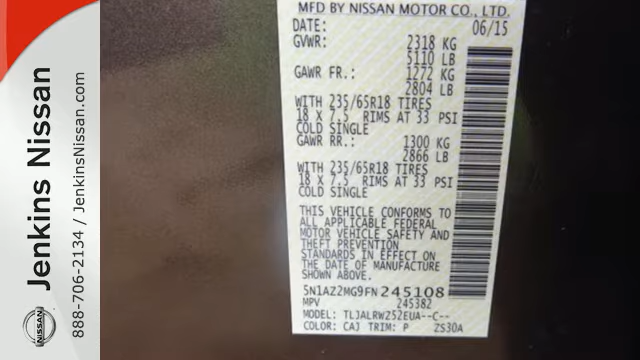 Jenkins Nissan
888-706-2134 / JenkinsNissan.com
NISSAN
MFD BY NISSAN MOTOR CO., LTD.
DATE: 06/15
GVWR: 2318 KG
5110 LB
GAWR FR.: 1272 KG
2804 LB
WITH 235/65R18 TIRES
18 X 7.5 RIMS AT 33 PSI
COLD SINGLE
GAWR RR.: 1300 KG
2866 LB
WITH 235/65R18 TIRES
18 X 7.5 RIMS AT 33 PSI
COLD SINGLE
THIS VEHICLE CONFORMS TO
ALL APPLICABLE FEDERAL
MOTOR VEHICLE SAFETY AND
THEFT PREVENTION
STANDARDS IN EFFECT ON
THE DATE OF MANUFACTURE
SHOWN ABOVE.
5N1AZ2MG9FN245108
MPV 245382
MODEL: TLJALRWZ52EUA--C--
COLOR: CAJ TRIM: P ZS30A